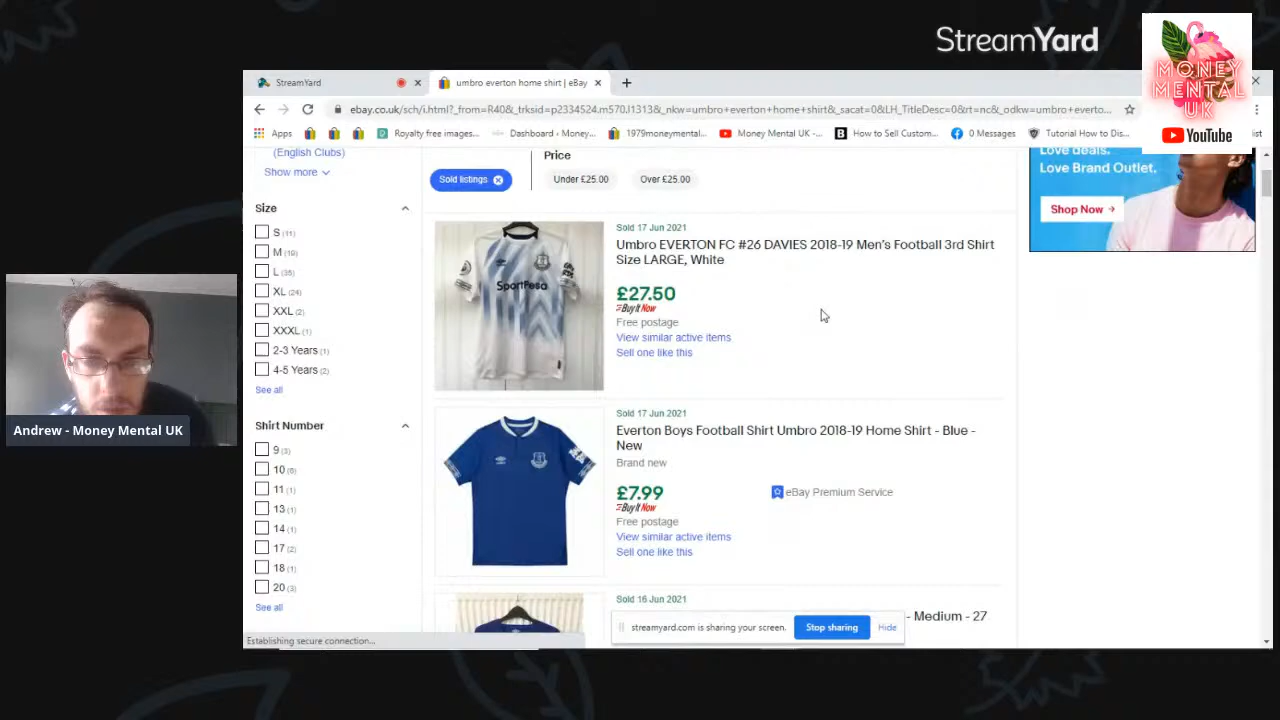 StreamYard
MONEY
MENTAL
UK
YouTube
StreamYard
umbro everton home shirt | eBay
ebay.co.uk/sch/i.html?_from=R40&_trksid=p2334524.m570.l1313&_nkw=umbro+everton+home+shirt&_sacat=0&LH_TitleDesc=0&rt=nc&_odkw=umbro+everto...
Apps
Royalty free images...
Dashboard ‹ Money...
1979moneymental...
Money Mental UK -...
How to Sell Custom...
0 Messages
Tutorial How to Dis...
ist
(English Clubs)
Show more
Size
S (11)
M (19)
L (35)
XL (24)
XXL (2)
XXXL (1)
2-3 Years (1)
4-5 Years (2)
See all
Shirt Number
9 (3)
10 (6)
11 (1)
13 (1)
14 (1)
17 (2)
18 (1)
20 (3)
See all
Price
Sold listings
Under £25.00
Over £25.00
Sold 17 Jun 2021
Umbro EVERTON FC #26 DAVIES 2018-19 Men's Football 3rd Shirt
Size LARGE, White
£27.50
Buy It Now
Free postage
View similar active items
Sell one like this
SportPesa
Sold 17 Jun 2021
Everton Boys Football Shirt Umbro 2018-19 Home Shirt - Blue -
New
Brand new
£7.99
eBay Premium Service
Buy It Now
Free postage
View similar active items
Sell one like this
Sold 16 Jun 2021
- Medium - 27
Love deals.
Love Brand Outlet.
Shop Now
streamyard.com is sharing your screen.
Stop sharing
Hide
Establishing secure connection...
Andrew - Money Mental UK